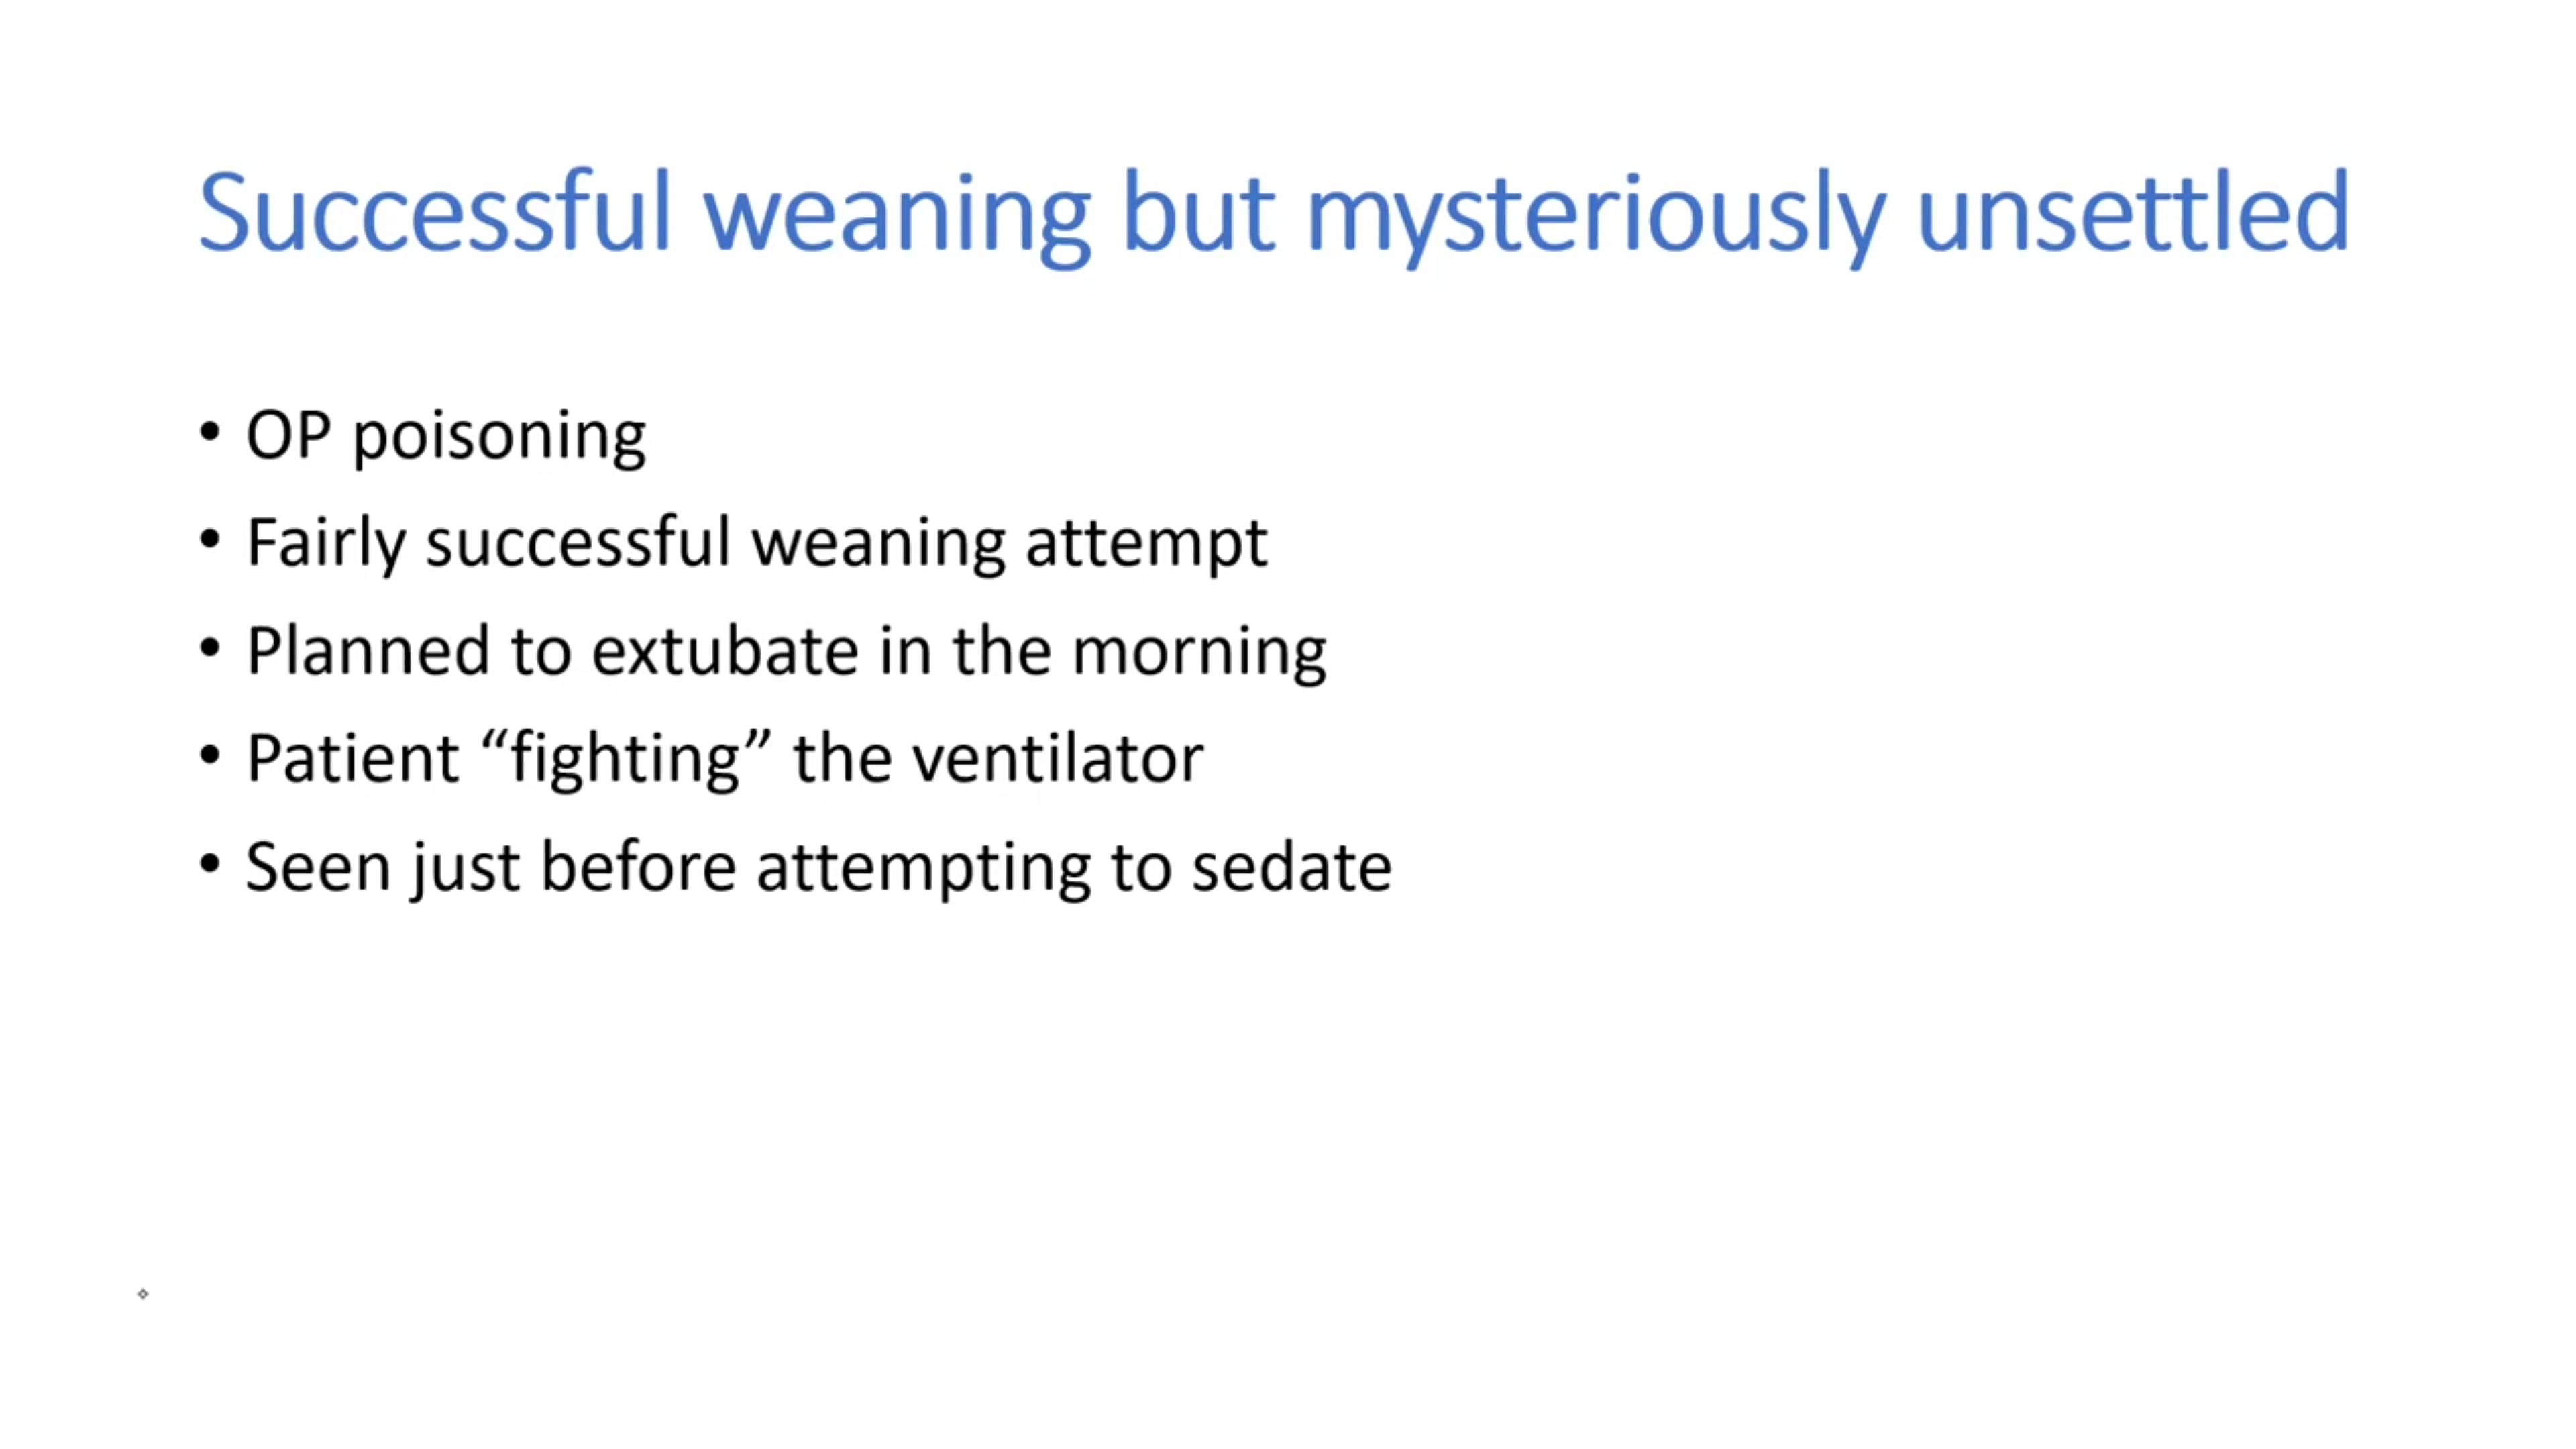 Successful weaning but mysteriously unsettled
• OP poisoning
• Fairly successful weaning attempt
• Planned to extubate in the morning
• Patient “fighting” the ventilator
• Seen just before attempting to sedate